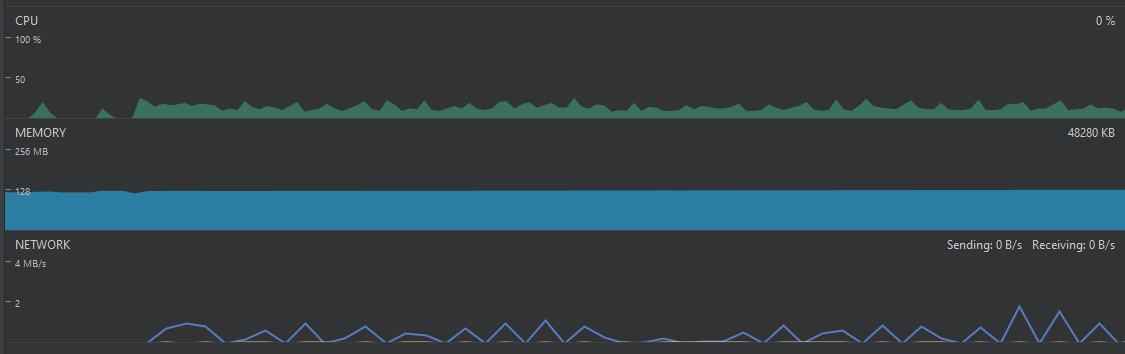 CPU 0 %
100 %
50
MEMORY 48280 KB
256 MB
128
NETWORK Sending: 0 B/s Receiving: 0 B/s
4 MB/s
2